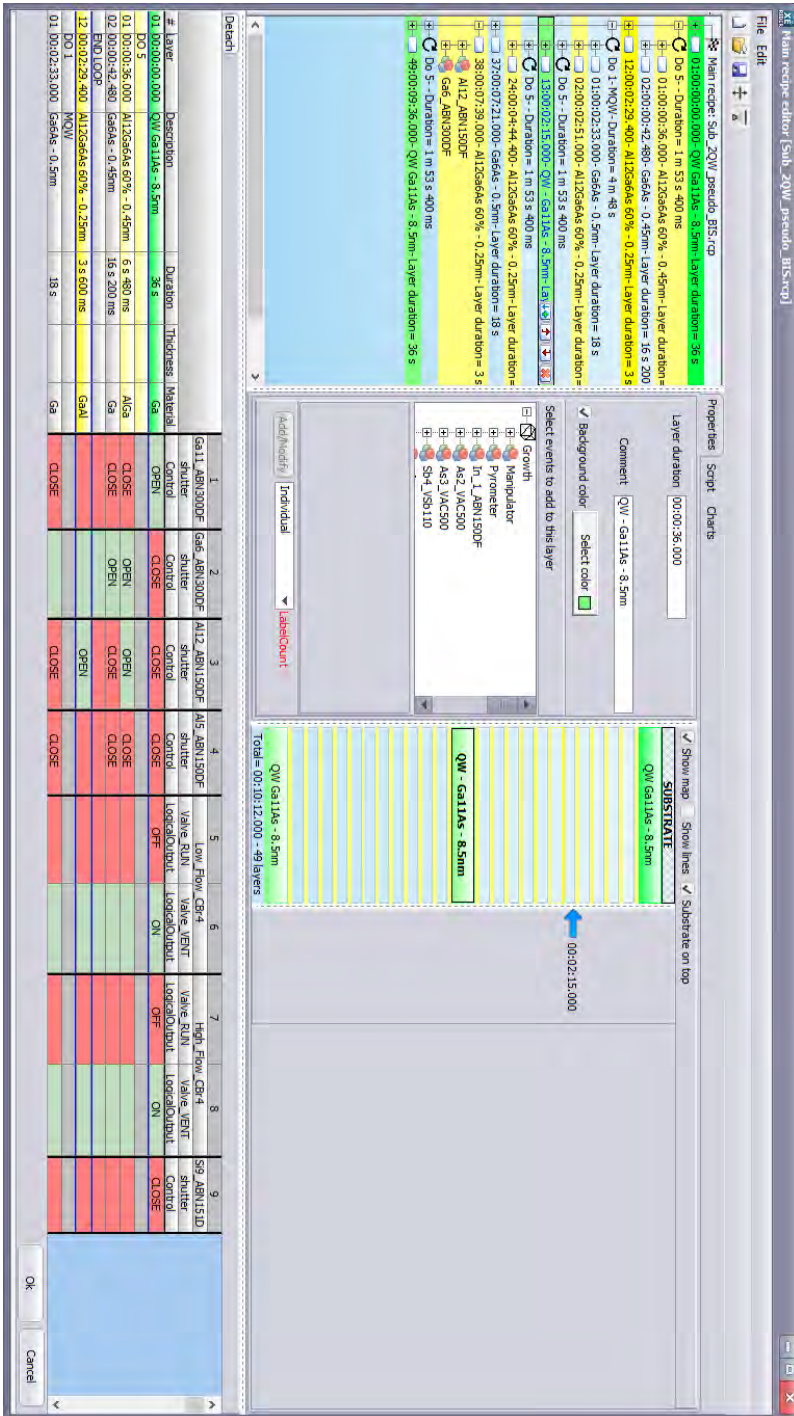 Main recipe editor [Sub_2QW_pseudo_BIS.rcp]
File Edit
Main recipe: Sub_2QW_pseudo_BIS.rcp
01:00:00:00.000- QW Ga11As - 8.5nm- Layer duration= 36 s
Do 5- - Duration= 1 m 53 s 400 ms
01:00:00:36.000- Al12Ga6As 60% - 0.45nm- Layer duration=
02:00:00:42.480- Ga6As - 0.45nm- Layer duration= 16 s 200
12:00:02:29.400- Al12Ga6As 60% - 0.25nm- Layer duration= 3 s
Do 1- MQW- Duration= 4 m 48 s
01:00:02:33.000- Ga6As - 0.5nm- Layer duration= 18 s
02:00:02:51.000- Al12Ga6As 60% - 0.25nm- Layer duration=
Do 5- - Duration= 1 m 53 s 400 ms
13:00:02:15.000- QW - Ga11As - 8.5nm- La
Do 5- - Duration= 1 m 53 s 400 ms
24:00:04:44.400- Al12Ga6As 60% - 0.25nm- Layer duration=
37:00:07:21.000- Ga6As - 0.5nm- Layer duration= 18 s
38:00:07:39.000- Al12Ga6As 60% - 0.25nm- Layer duration= 3 s
Al12_ABN150DF
Ga6_ABN300DF
Do 5- - Duration= 1 m 53 s 400 ms
49:00:09:36.000- QW Ga11As - 8.5nm- Layer duration= 36 s
Properties Script Charts
Layer duration 00:00:36.000
Comment QW - Ga11As - 8.5nm
Background color Select color
Select events to add to this layer
Growth
Manipulator
Pyrometer
In_1_ABN150DF
As2_VAC500
As3_VAC500
Sb4_VSb110
Add/Modify Individual LabelCount
Show map Show lines Substrate on top
SUBSTRATE
QW Ga11As - 8.5nm
00:02:15.000
QW - Ga11As - 8.5nm
QW Ga11As - 8.5nm
Total= 00:10:12.000 - 49 layers
Detach
1 2 3 4 5 6 7 8 9
Ga11_ABN300DF Ga6_ABN300DF Al12_ABN150DF Al5_ABN150DF Low_Flow_CBr4 High_Flow_CBr4 Si9_ABN151D
shutter shutter shutter shutter Valve_RUN Valve_VENT Valve_RUN Valve_VENT shutter
# Layer Description Duration Thickness Material Control Control Control Control LogicalOutput LogicalOutput LogicalOutput LogicalOutput Control
01 00:00:00.000 QW Ga11As - 8.5nm 36 s Ga OPEN CLOSE CLOSE CLOSE OFF ON OFF ON CLOSE
DO 5
01 00:00:36.000 Al12Ga6As 60% - 0.45nm 6 s 480 ms AlGa CLOSE OPEN OPEN CLOSE
02 00:00:42.480 Ga6As - 0.45nm 16 s 200 ms Ga CLOSE OPEN CLOSE CLOSE
END LOOP
12 00:02:29.400 Al12Ga6As 60% - 0.25nm 3 s 600 ms GaAl OPEN
DO 1 MQW
01 00:02:33.000 Ga6As - 0.5nm 18 s Ga CLOSE CLOSE CLOSE
Ok Cancel